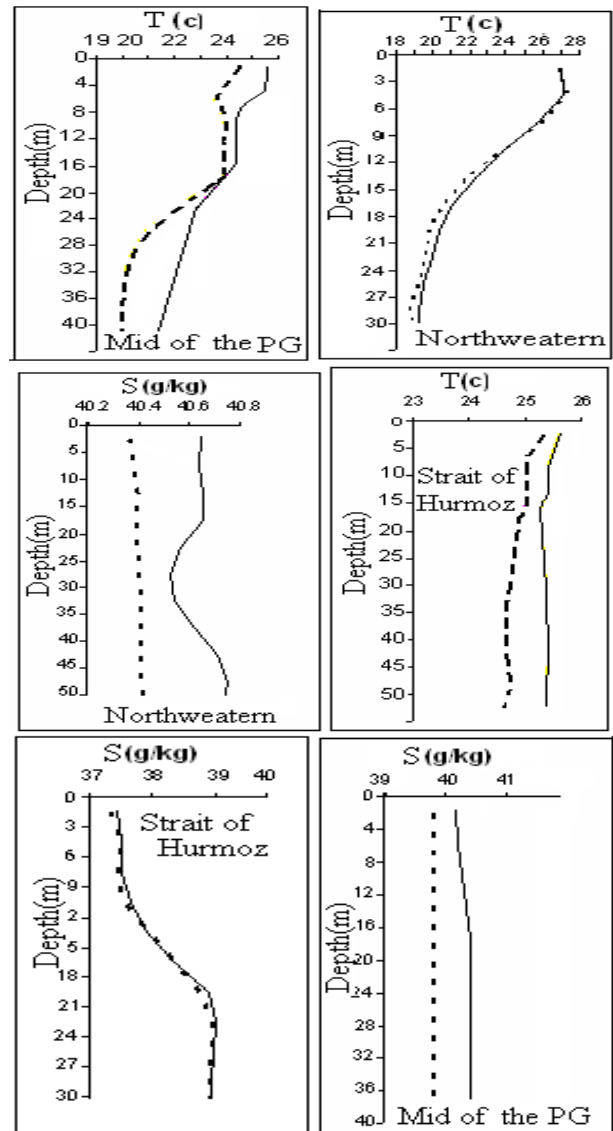 T (c)
19 20 22 24 26
0
4
8
12
16
20
24
28
32
36
40
Depth(m)
Mid of the PG
T (c)
18 20 22 24 26 28
0
3
6
9
12
15
18
21
24
27
30
Depth(m)
Northweatern
S (g/kg)
40.2 40.4 40.6 40.8
0
5
10
15
20
25
30
35
40
45
50
Depth(m)
Northweatern
T(c)
23 24 25 26
0
5
10
15
20
25
30
35
40
45
50
Depth(m)
Strait of
Hurmoz
S (g/kg)
37 38 39 40
0
3
6
9
2
5
18
21
24
27
30
Depth(m)
Strait of
Hurmoz
S (g/kg)
39 40 41
0
4
8
12
16
20
24
28
32
36
40
Depth(m)
Mid of the PG